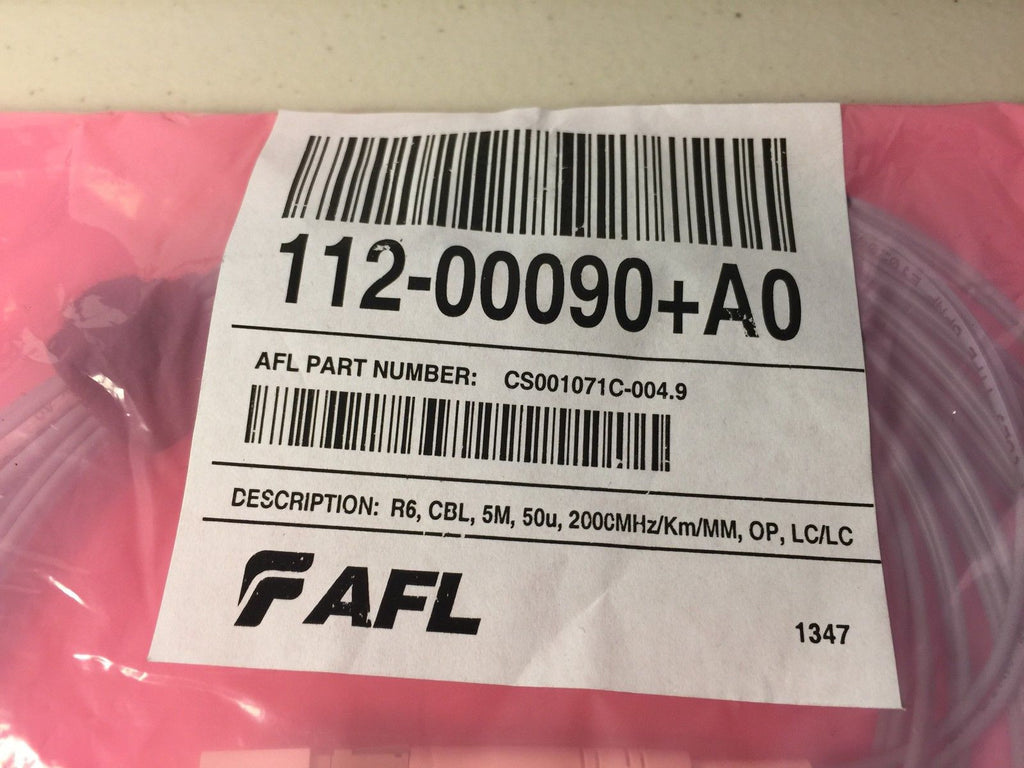 112-00090+A0
AFL PART NUMBER: CS001071C-004.9
DESCRIPTION: R6, CBL, 5M, 50u, 2000MHz/Km/MM, OP, LC/LC
AFL
1347